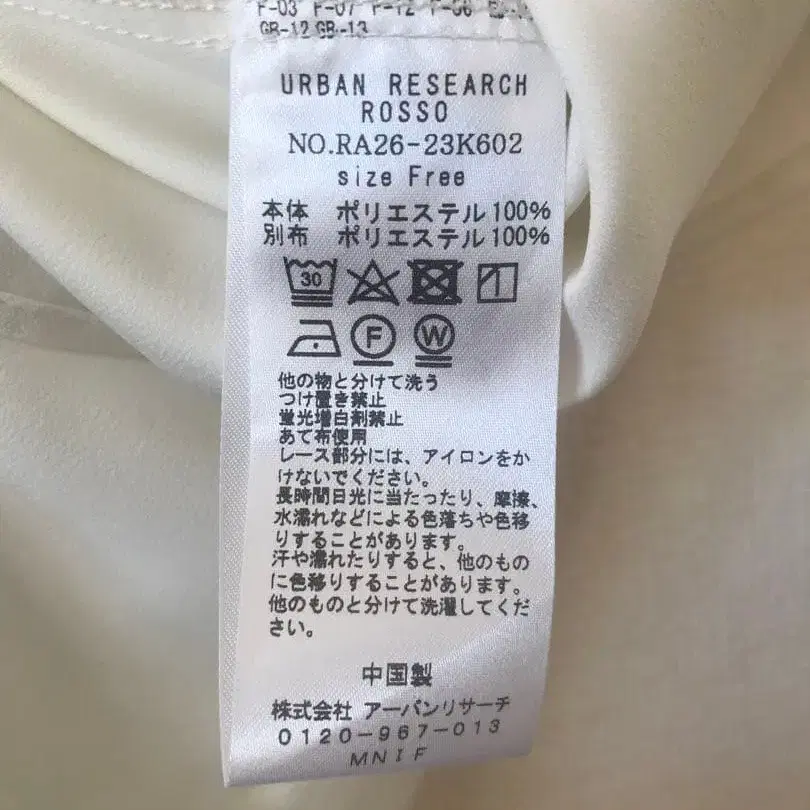 F-03 F-07 F-12 F-06
GB-12 GB-13
URBAN RESEARCH
ROSSO
NO.RA26-23K602
size Free
本体 ポリエステル100%
別布 ポリエステル100%
30
F W
他の物と分けて洗う
つけ置き禁止
蛍光増白剤禁止
あて布使用
レース部分には、アイロンをか
けないでください。
長時間日光に当たったり、摩擦、
水濡れなどによる色落ちや色移
りすることがあります。
汗や濡れたりすると、他のもの
に色移りすることがあります。
他のものと分けて洗濯してくだ
さい。
中国製
株式会社 アーバンリサーチ
0120-967-013
MNIF